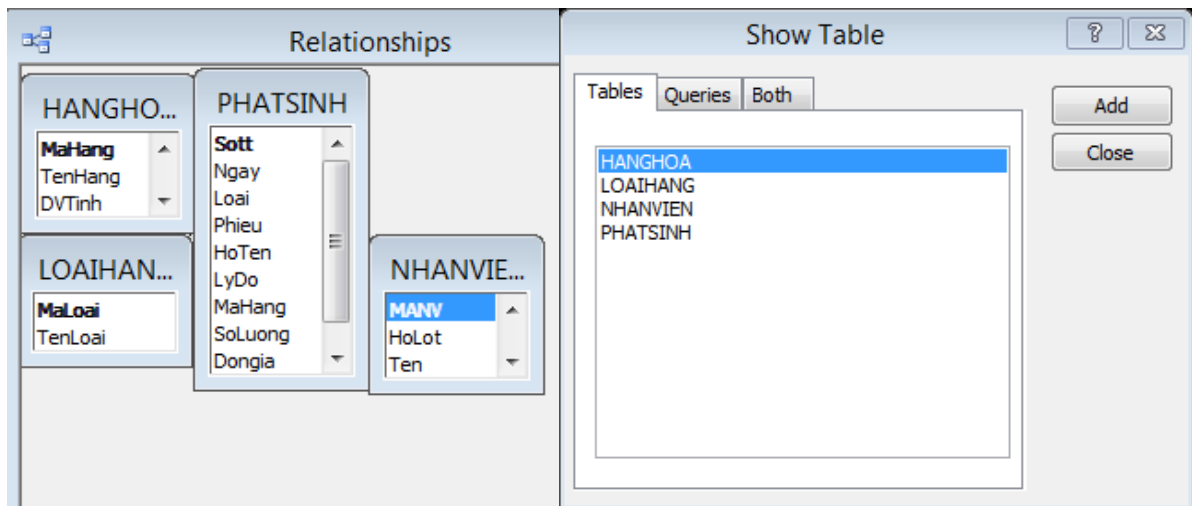 Relationships
HANGHO...
MaHang
TenHang
DVTinh
PHATSINH
Sott
Ngay
Loai
Phieu
HoTen
LyDo
MaHang
SoLuong
Dongia
LOAIHAN...
MaLoai
TenLoai
NHANVIE...
MANV
HoLot
Ten
Show Table
?
Tables Queries Both
HANGHOA
LOAIHANG
NHANVIEN
PHATSINH
Add
Close